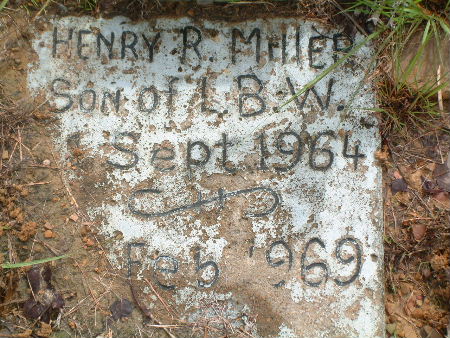 HENRY R. MILLER
SON OF L.B.W.
Sept 1964
Feb 1969